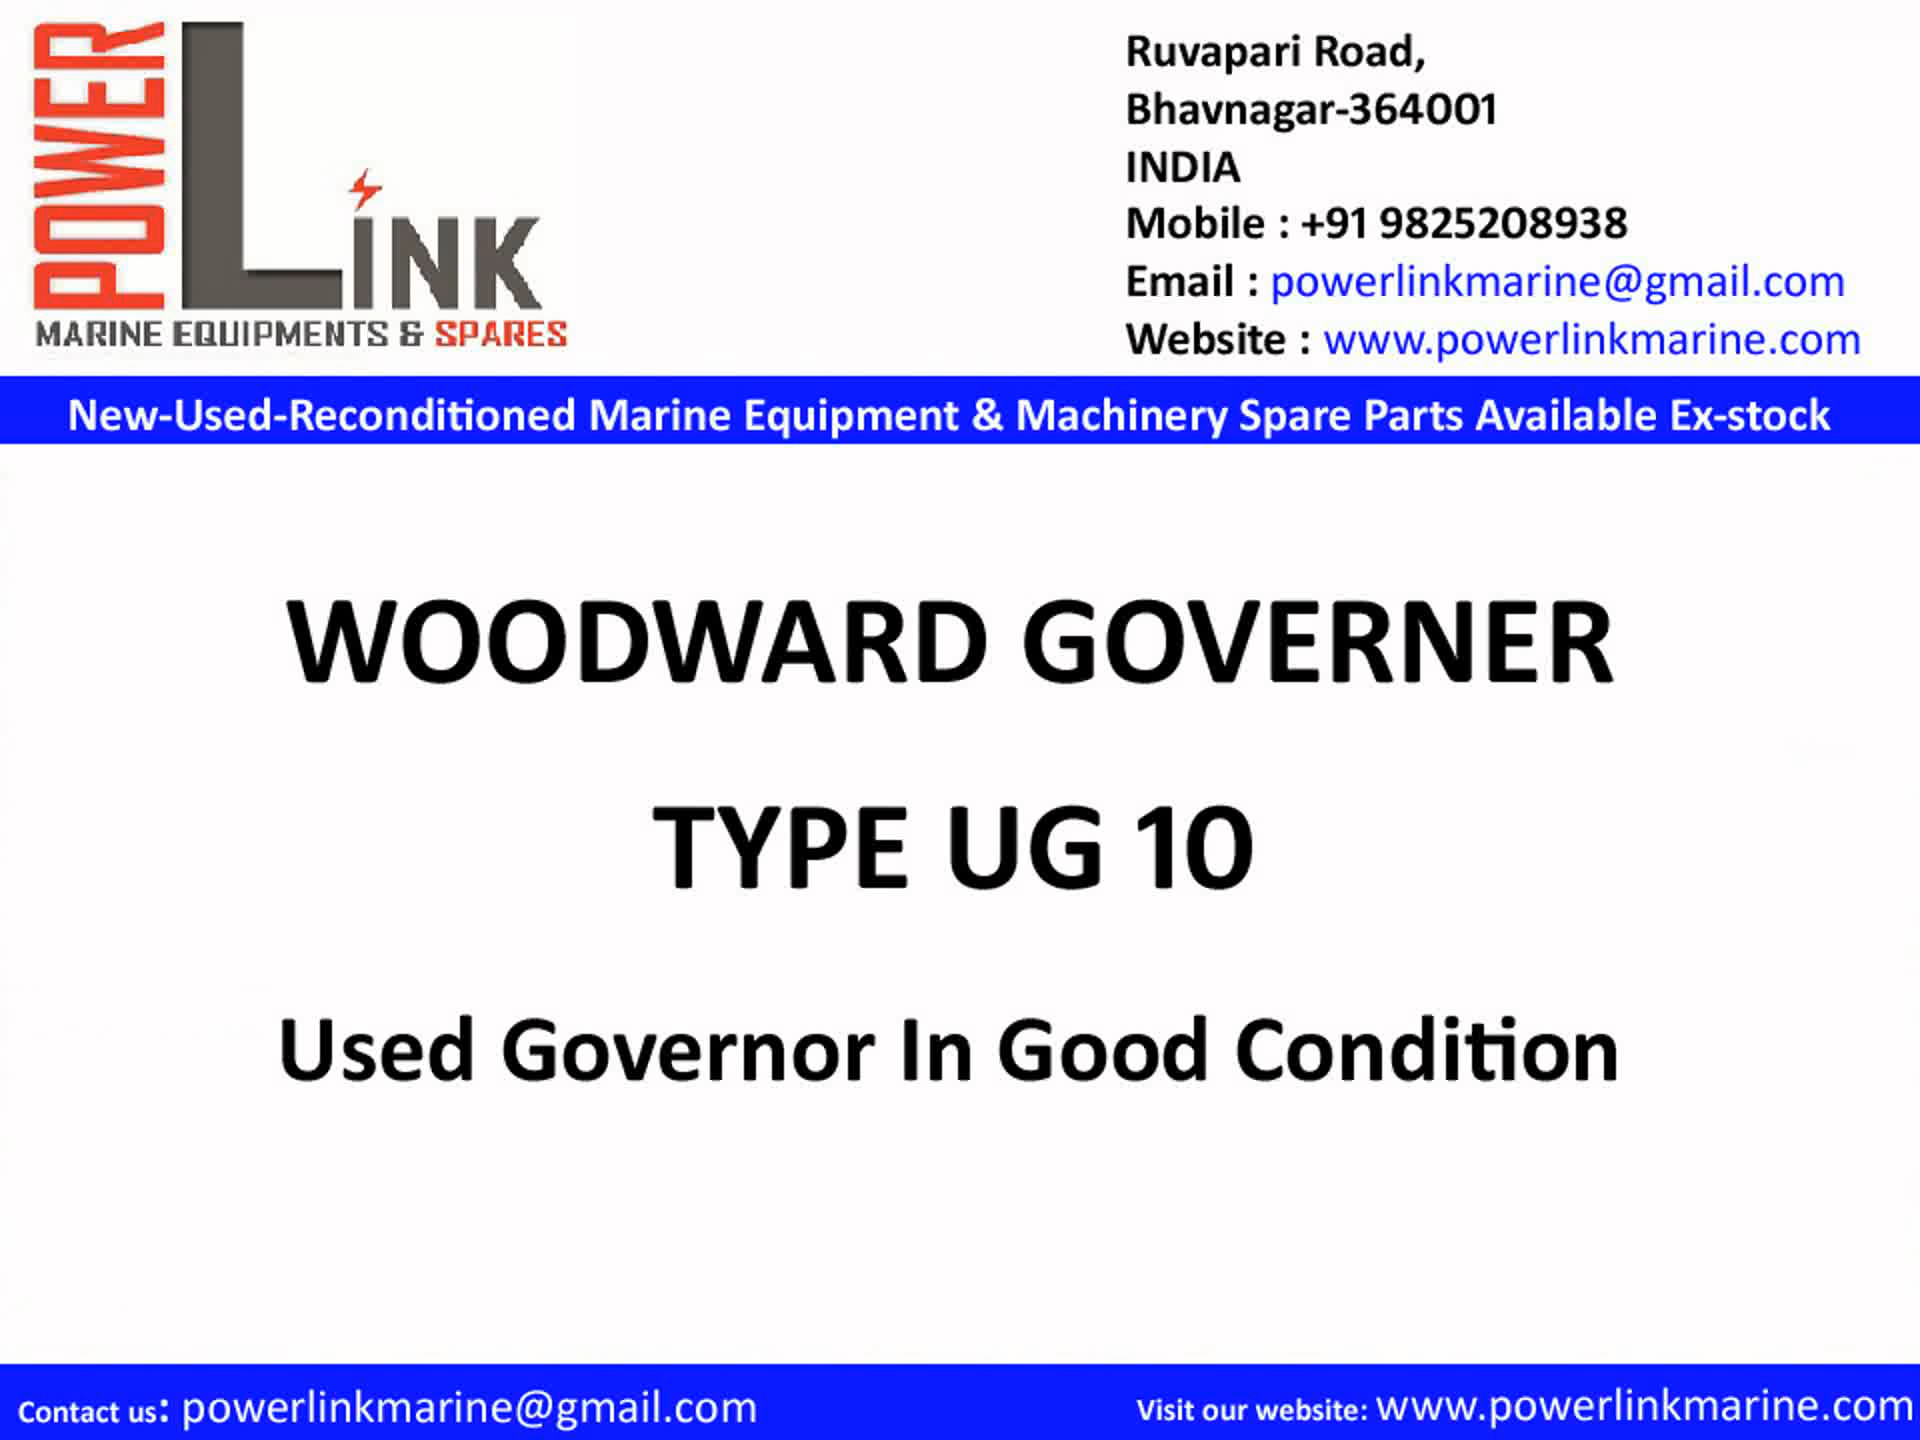 POWER
LINK
MARINE EQUIPMENTS & SPARES
Ruvapari Road,
Bhavnagar-364001
INDIA
Mobile : +91 9825208938
Email : powerlinkmarine@gmail.com
Website : www.powerlinkmarine.com
New-Used-Reconditioned Marine Equipment & Machinery Spare Parts Available Ex-stock
WOODWARD GOVERNER
TYPE UG 10
Used Governor In Good Condition
Contact us: powerlinkmarine@gmail.com
Visit our website: www.powerlinkmarine.com